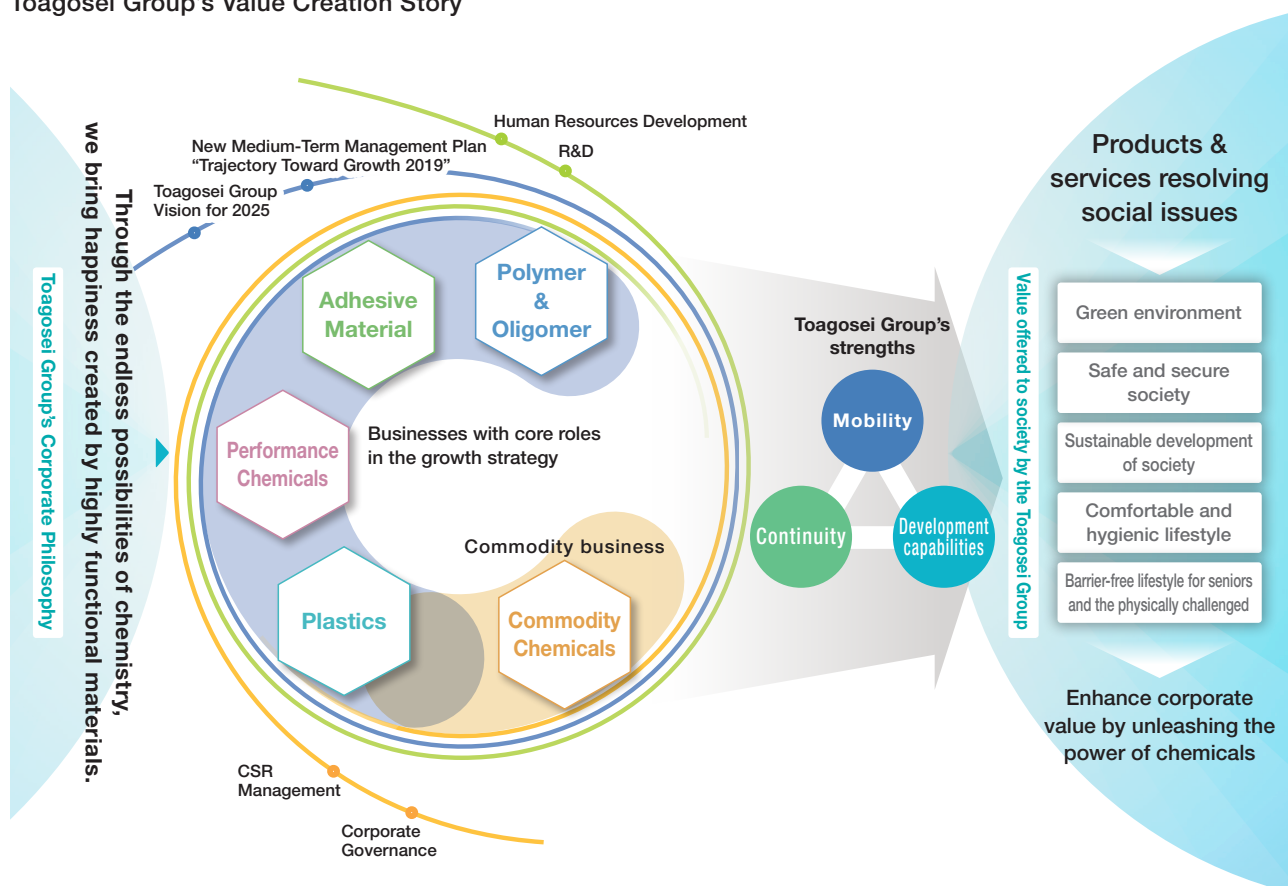 Toagosei Group's Value Creation Story
Toagosei Group's Corporate Philosophy
Through the endless possibilities of chemistry,
we bring happiness created by highly functional materials.
Toagosei Group
Vision for 2025
New Medium-Term Management Plan
“Trajectory Toward Growth 2019”
Human Resources Development
R&D
Adhesive
Material
Polymer
&
Oligomer
Performance
Chemicals
Businesses with core roles
in the growth strategy
Plastics
Commodity business
Commodity
Chemicals
CSR
Management
Corporate
Governance
Toagosei Group's
strengths
Mobility
Continuity
Development
capabilities
Value offered to society by the Toagosei Group
Products &
services resolving
social issues
Green environment
Safe and secure
society
Sustainable development
of society
Comfortable and
hygienic lifestyle
Barrier-free lifestyle for seniors
and the physically challenged
Enhance corporate
value by unleashing the
power of chemicals